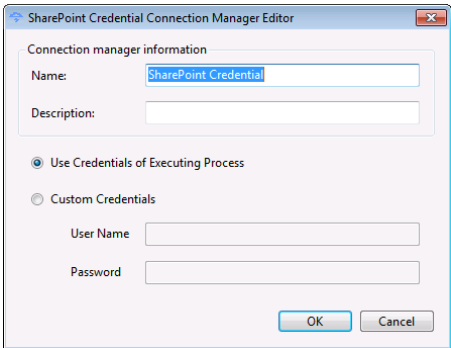 SharePoint Credential Connection Manager Editor
Connection manager information
Name: SharePoint Credential
Description:
Use Credentials of Executing Process
Custom Credentials
User Name
Password
OK Cancel